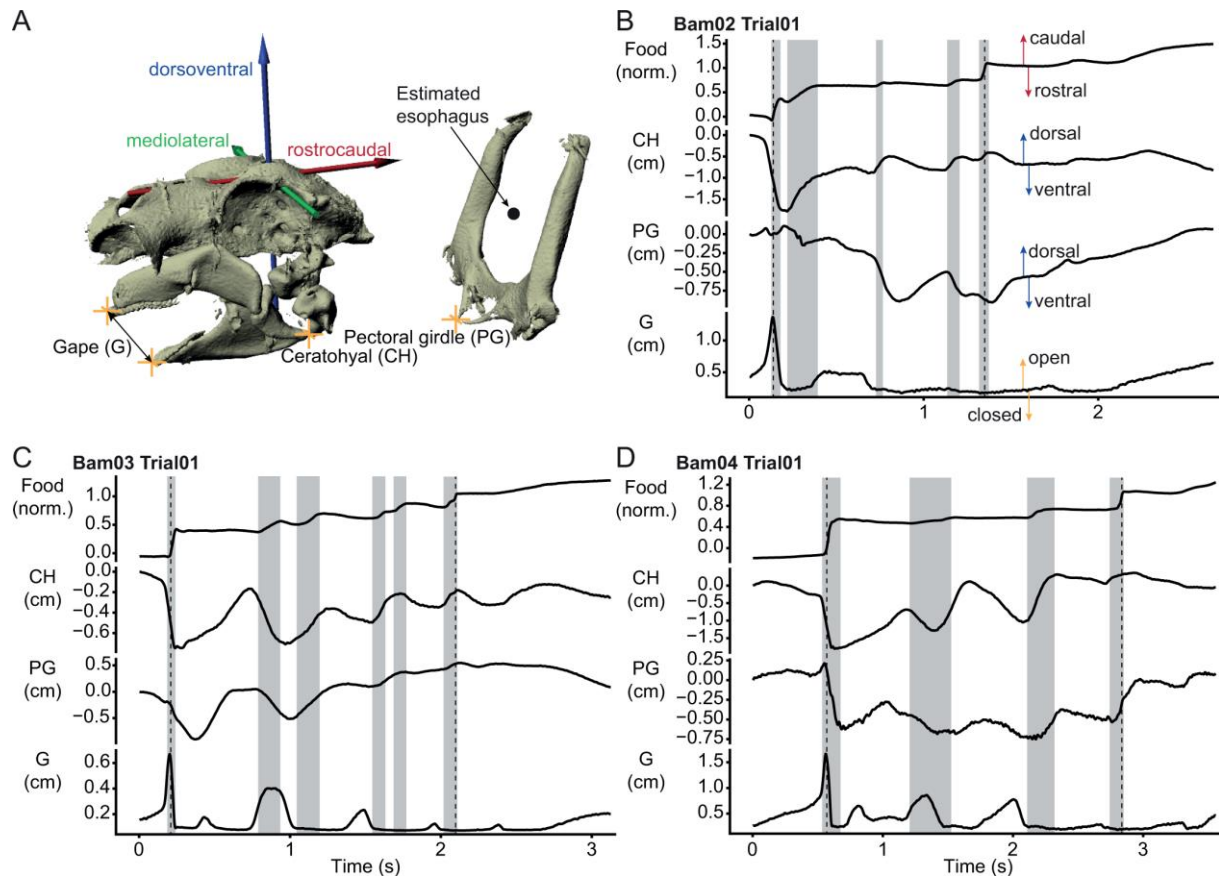 A
dorsoventral
mediolateral
rostrocaudal
Estimated
esophagus
Gape (G)
Ceratohyal (CH)
Pectoral girdle (PG)
B
Bam02 Trial01
Food
(norm.)
1.5
1.0
0.5
0.0
caudal
rostral
CH
(cm)
0.0
−0.5
−1.0
−1.5
dorsal
ventral
PG
(cm)
0.00
−0.25
−0.50
−0.75
dorsal
ventral
G
(cm)
1.0
0.5
open
closed
0 1 2
C
Bam03 Trial01
Food
(norm.)
1.0
0.5
0.0
CH
(cm)
0.0
−0.2
−0.4
−0.6
PG
(cm)
0.5
0.0
−0.5
G
(cm)
0.6
0.4
0.2
0 1 2 3
Time (s)
D
Bam04 Trial01
Food
(norm.)
1.2
0.8
0.4
0.0
CH
(cm)
0.0
−0.5
−1.0
−1.5
PG
(cm)
0.25
0.00
−0.25
−0.50
−0.75
G
(cm)
1.5
1.0
0.5
0 1 2 3
Time (s)